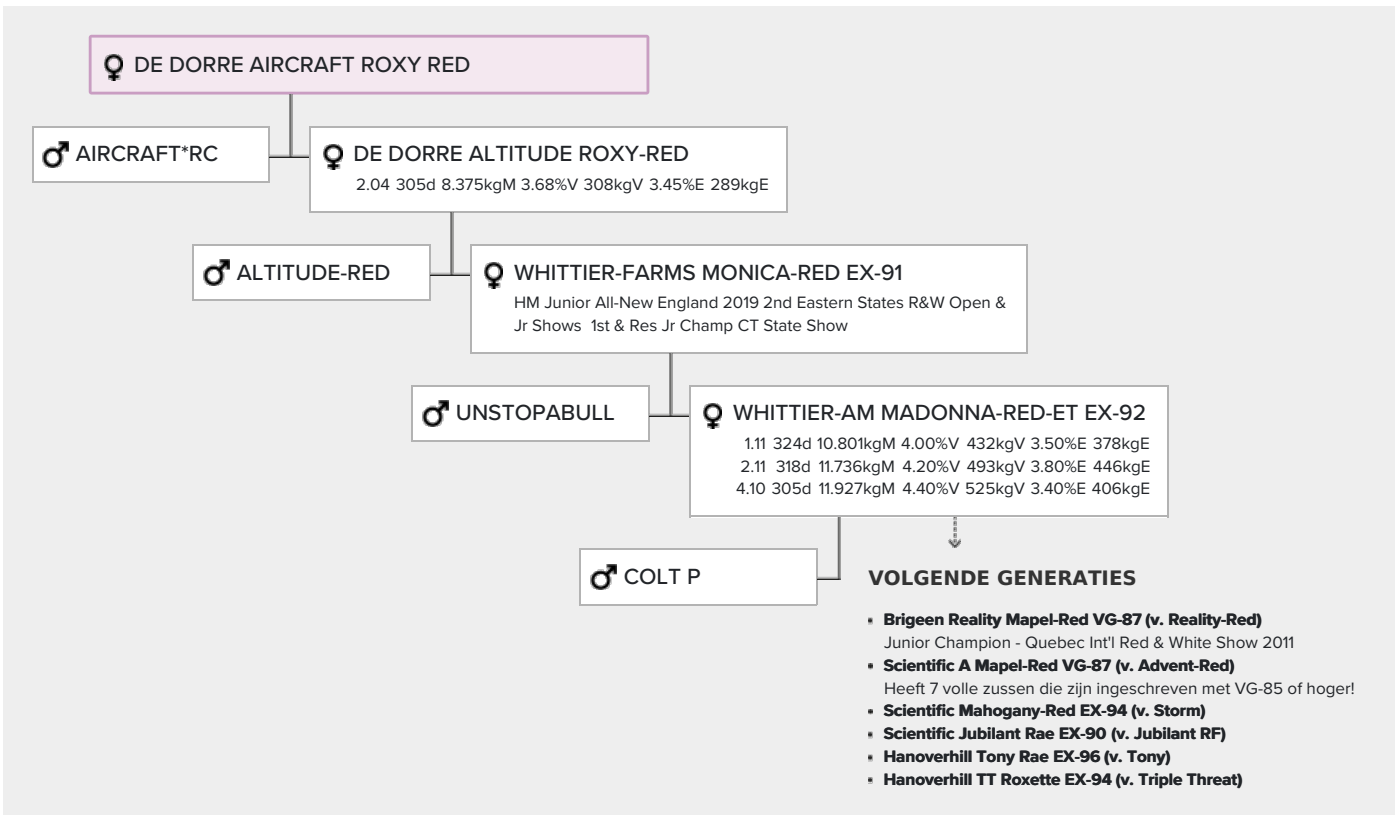 DE DORRE AIRCRAFT ROXY RED
AIRCRAFT*RC
DE DORRE ALTITUDE ROXY-RED
2.04 305d 8.375kgM 3.68%V 308kgV 3.45%E 289kgE
ALTITUDE-RED
WHITTIER-FARMS MONICA-RED EX-91
HM Junior All-New England 2019 2nd Eastern States R&W Open &
Jr Shows 1st & Res Jr Champ CT State Show
UNSTOPABULL
WHITTIER-AM MADONNA-RED-ET EX-92
1.11 324d 10.801kgM 4.00%V 432kgV 3.50%E 378kgE
2.11 318d 11.736kgM 4.20%V 493kgV 3.80%E 446kgE
4.10 305d 11.927kgM 4.40%V 525kgV 3.40%E 406kgE
COLT P
VOLGENDE GENERATIES
Brigeen Reality Mapel-Red VG-87 (v. Reality-Red)
Junior Champion - Quebec Int'l Red & White Show 2011
Scientific A Mapel-Red VG-87 (v. Advent-Red)
Heeft 7 volle zussen die zijn ingeschreven met VG-85 of hoger!
Scientific Mahogany-Red EX-94 (v. Storm)
Scientific Jubilant Rae EX-90 (v. Jubilant RF)
Hanoverhill Tony Rae EX-96 (v. Tony)
Hanoverhill TT Roxette EX-94 (v. Triple Threat)